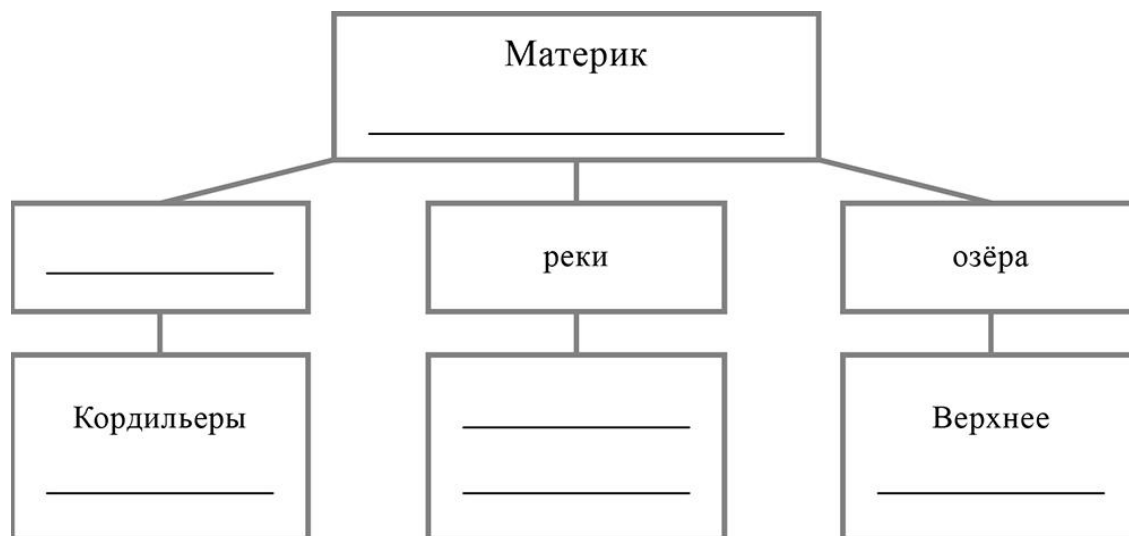 Материк
реки
озёра
Кордильеры
Верхнее